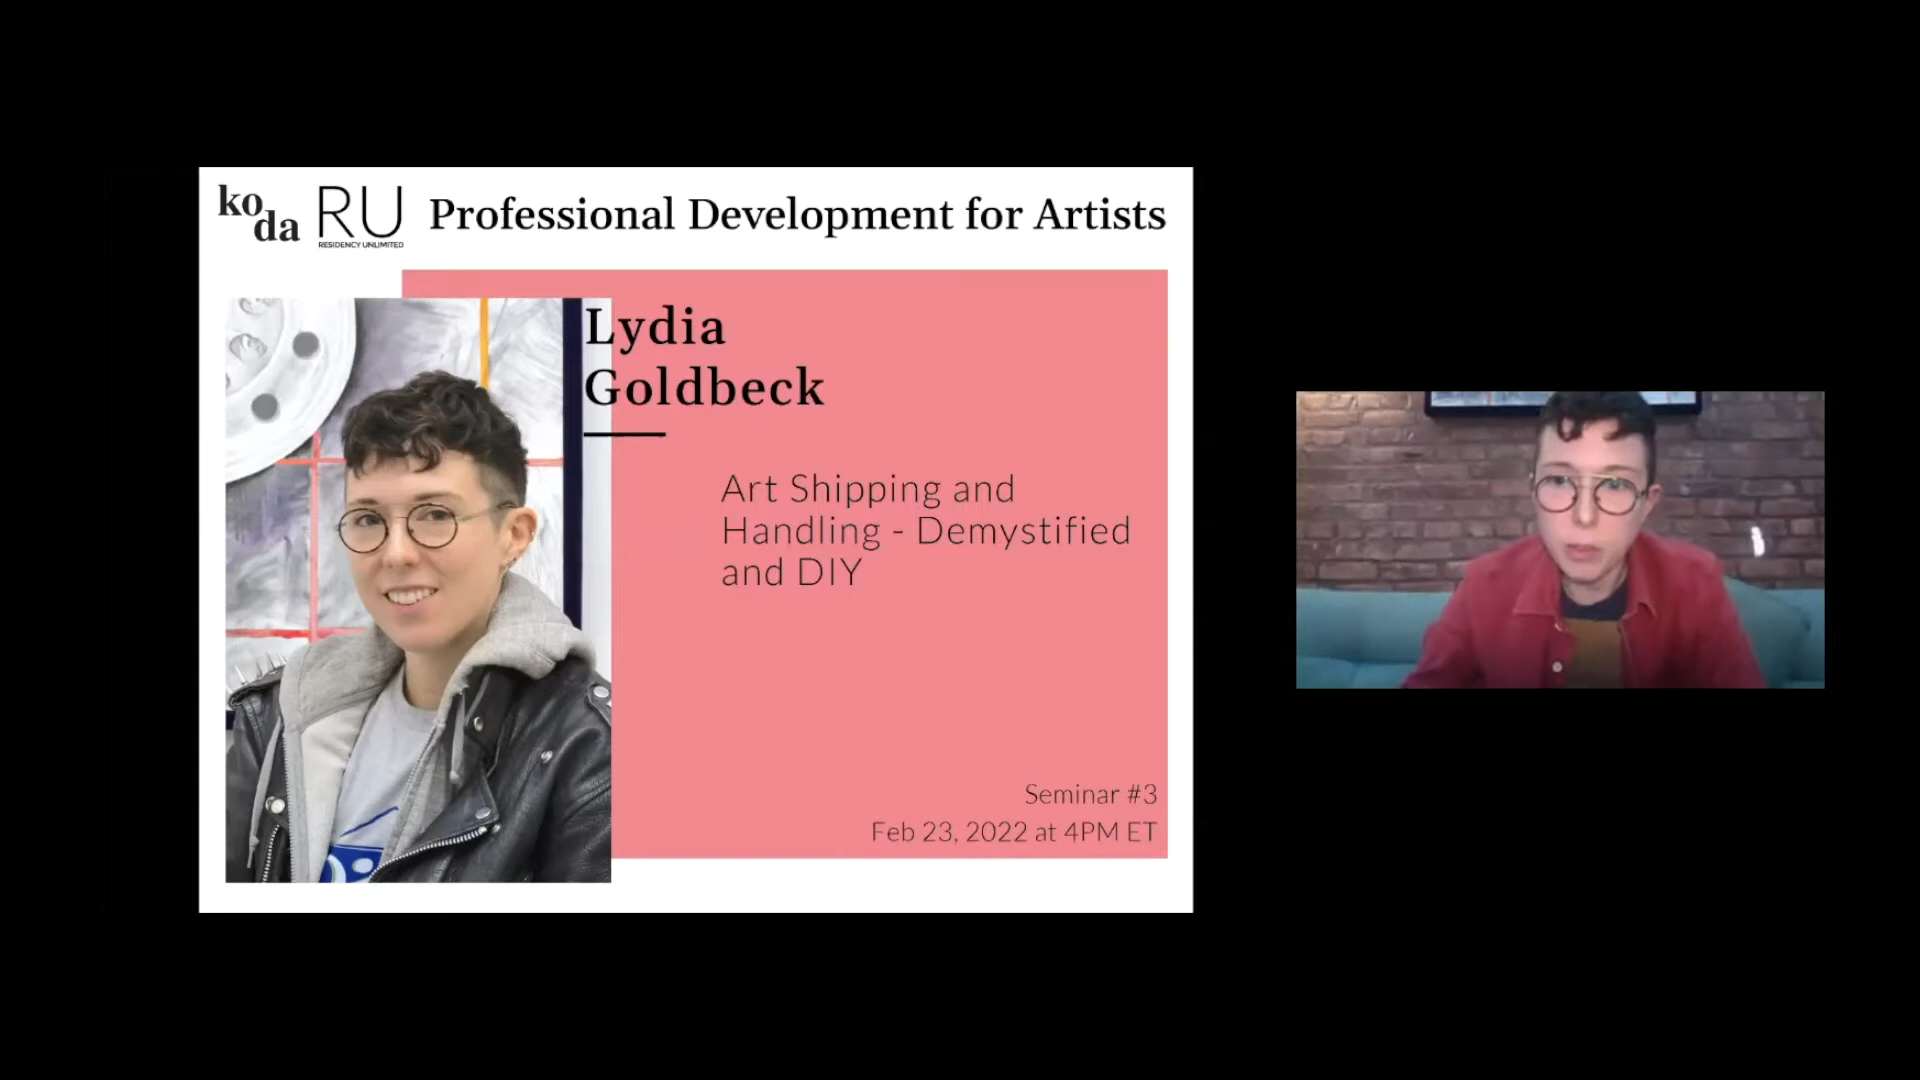 ko
da
RU
RESIDENCY UNLIMITED
Professional Development for Artists
Lydia
Goldbeck
Art Shipping and
Handling - Demystified
and DIY
Seminar #3
Feb 23, 2022 at 4PM ET